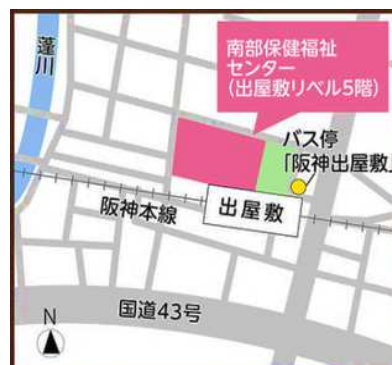 南部保健福祉
センター
(出屋敷リベル5階)
蓬川
バス停
「阪神出屋敷」
出屋敷
阪神本線
国道43号
N